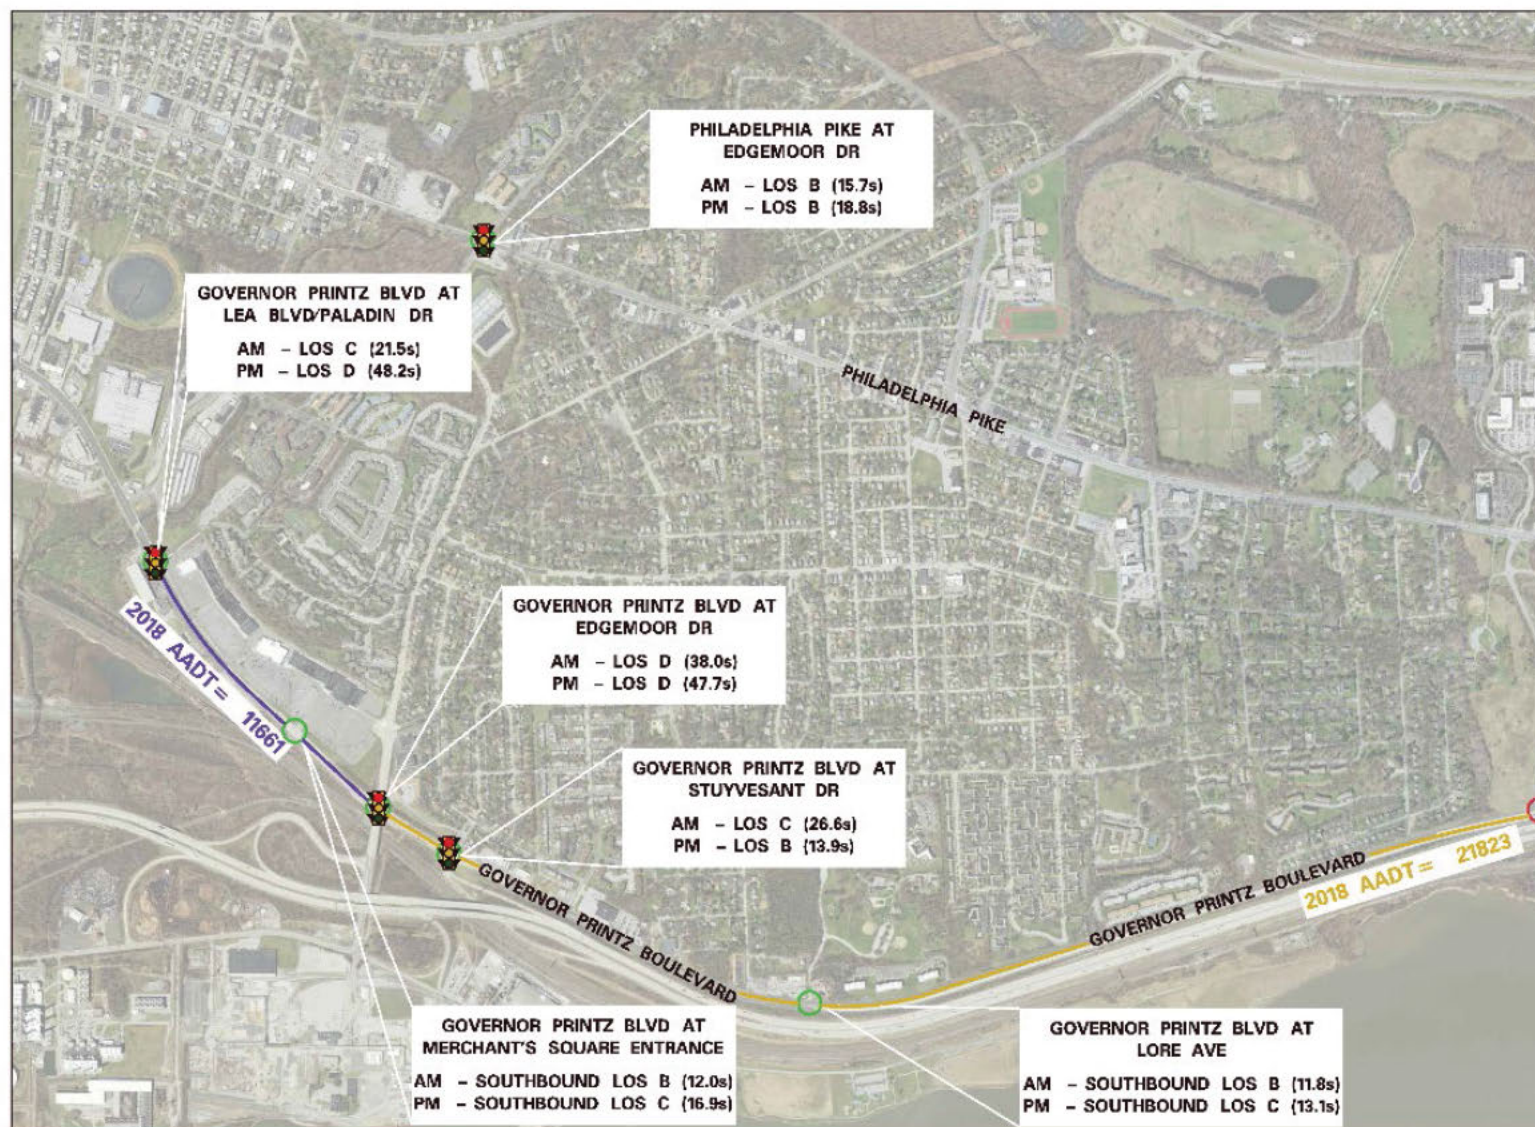 PHILADELPHIA PIKE AT
EDGEMOOR DR
AM - LOS B (15.7s)
PM - LOS B (18.8s)
GOVERNOR PRINTZ BLVD AT
LEA BLVD/PALADIN DR
AM - LOS C (21.5s)
PM - LOS D (48.2s)
PHILADELPHIA PIKE
GOVERNOR PRINTZ BLVD AT
EDGEMOOR DR
AM - LOS D (38.0s)
PM - LOS D (47.7s)
2018 AADT = 11661
GOVERNOR PRINTZ BLVD AT
STUYVESANT DR
AM - LOS C (26.6s)
PM - LOS B (13.9s)
GOVERNOR PRINTZ BOULEVARD
GOVERNOR PRINTZ BOULEVARD
2018 AADT = 21823
GOVERNOR PRINTZ BLVD AT
MERCHANT'S SQUARE ENTRANCE
AM - SOUTHBOUND LOS B (12.0s)
PM - SOUTHBOUND LOS C (16.9s)
GOVERNOR PRINTZ BLVD AT
LORE AVE
AM - SOUTHBOUND LOS B (11.8s)
PM - SOUTHBOUND LOS C (13.1s)